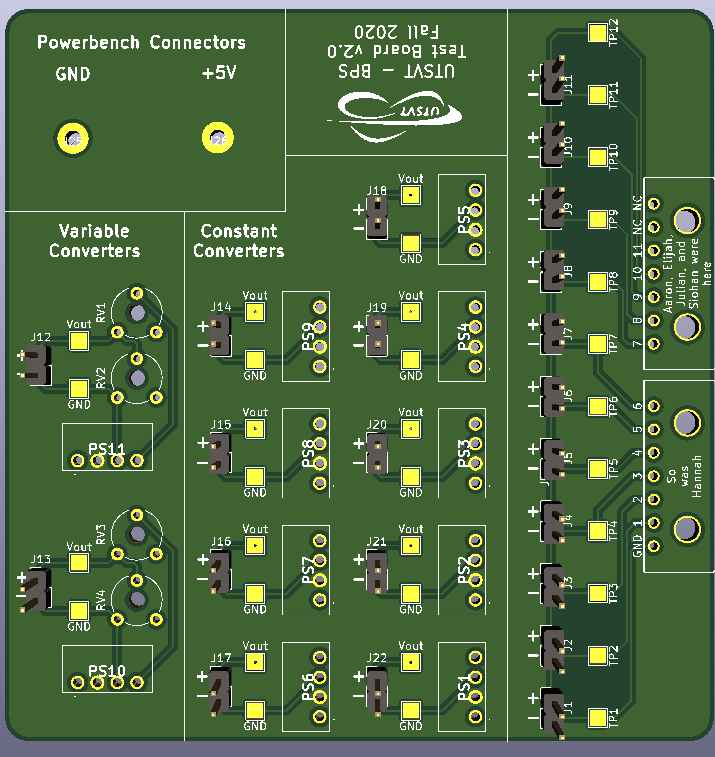 Powerbench Connectors
GND
+5V
J25
J26
UTSVT - BPS
Test Board v2.0
Fall 2020
UTSVT
Variable
Converters
RV1
J12
+
-
Vout
GND
RV2
PS11
RV3
J13
+
-
Vout
GND
RV4
PS10
Constant
Converters
J18
+
-
Vout
GND
PS5
J14
+
-
Vout
GND
PS9
J19
+
-
Vout
GND
PS4
J15
+
-
Vout
GND
PS8
J20
+
-
Vout
GND
PS3
J16
+
-
Vout
GND
PS7
J21
+
-
Vout
GND
PS2
J17
+
-
Vout
GND
PS6
J22
+
-
Vout
GND
PS1
TP12
+
-
J11
TP11
+
-
J10
TP10
+
-
J9
TP9
+
-
J8
TP8
+
-
J7
TP7
+
-
J6
TP6
+
-
J5
TP5
+
-
J4
TP4
+
-
J3
TP3
+
-
J2
TP2
+
-
J1
TP1
NC
NC
11
10
9
8
7
Aaron, Elijah,
Julian, and
Siohan were
here
6
5
4
3
2
1
GND
So
was
Hannah